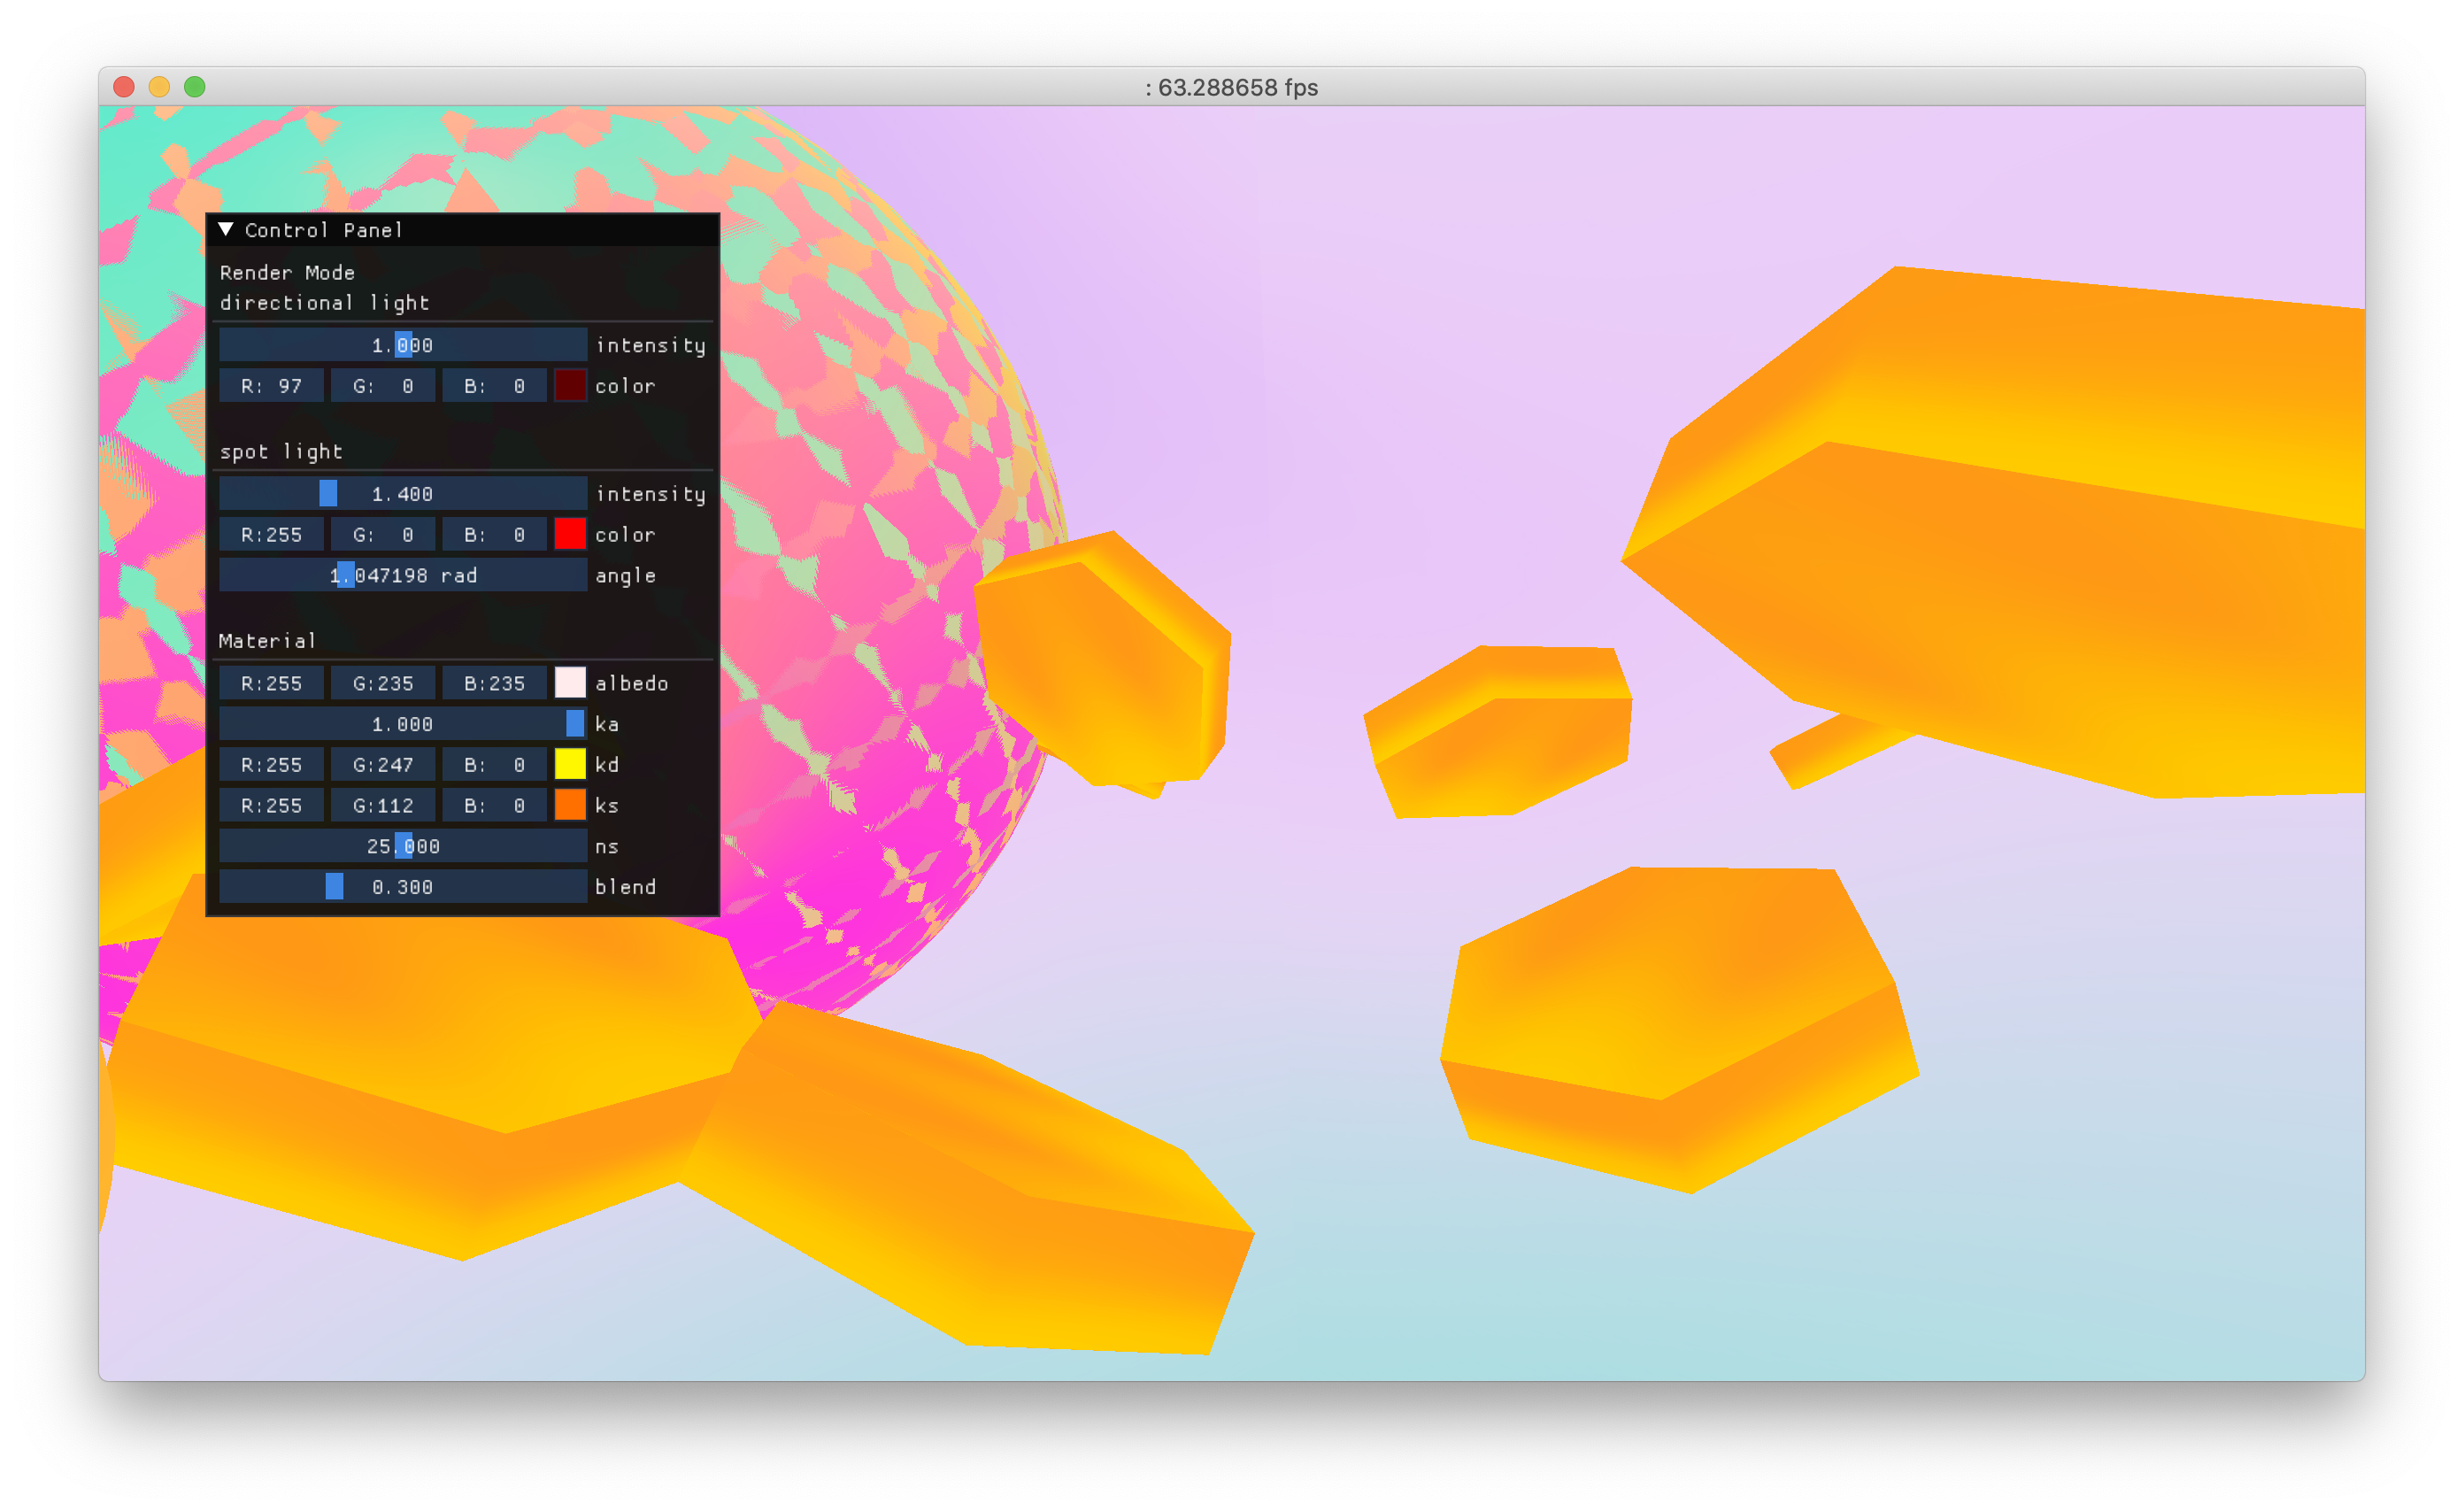 : 63.288658 fps
Control Panel
Render Mode
directional light
1.000 intensity
R: 97 G: 0 B: 0 color
spot light
1.400 intensity
R:255 G: 0 B: 0 color
1.047198 rad angle
Material
R:255 G:235 B:235 albedo
1.000 ka
R:255 G:247 B: 0 kd
R:255 G:112 B: 0 ks
25.000 ns
0.300 blend